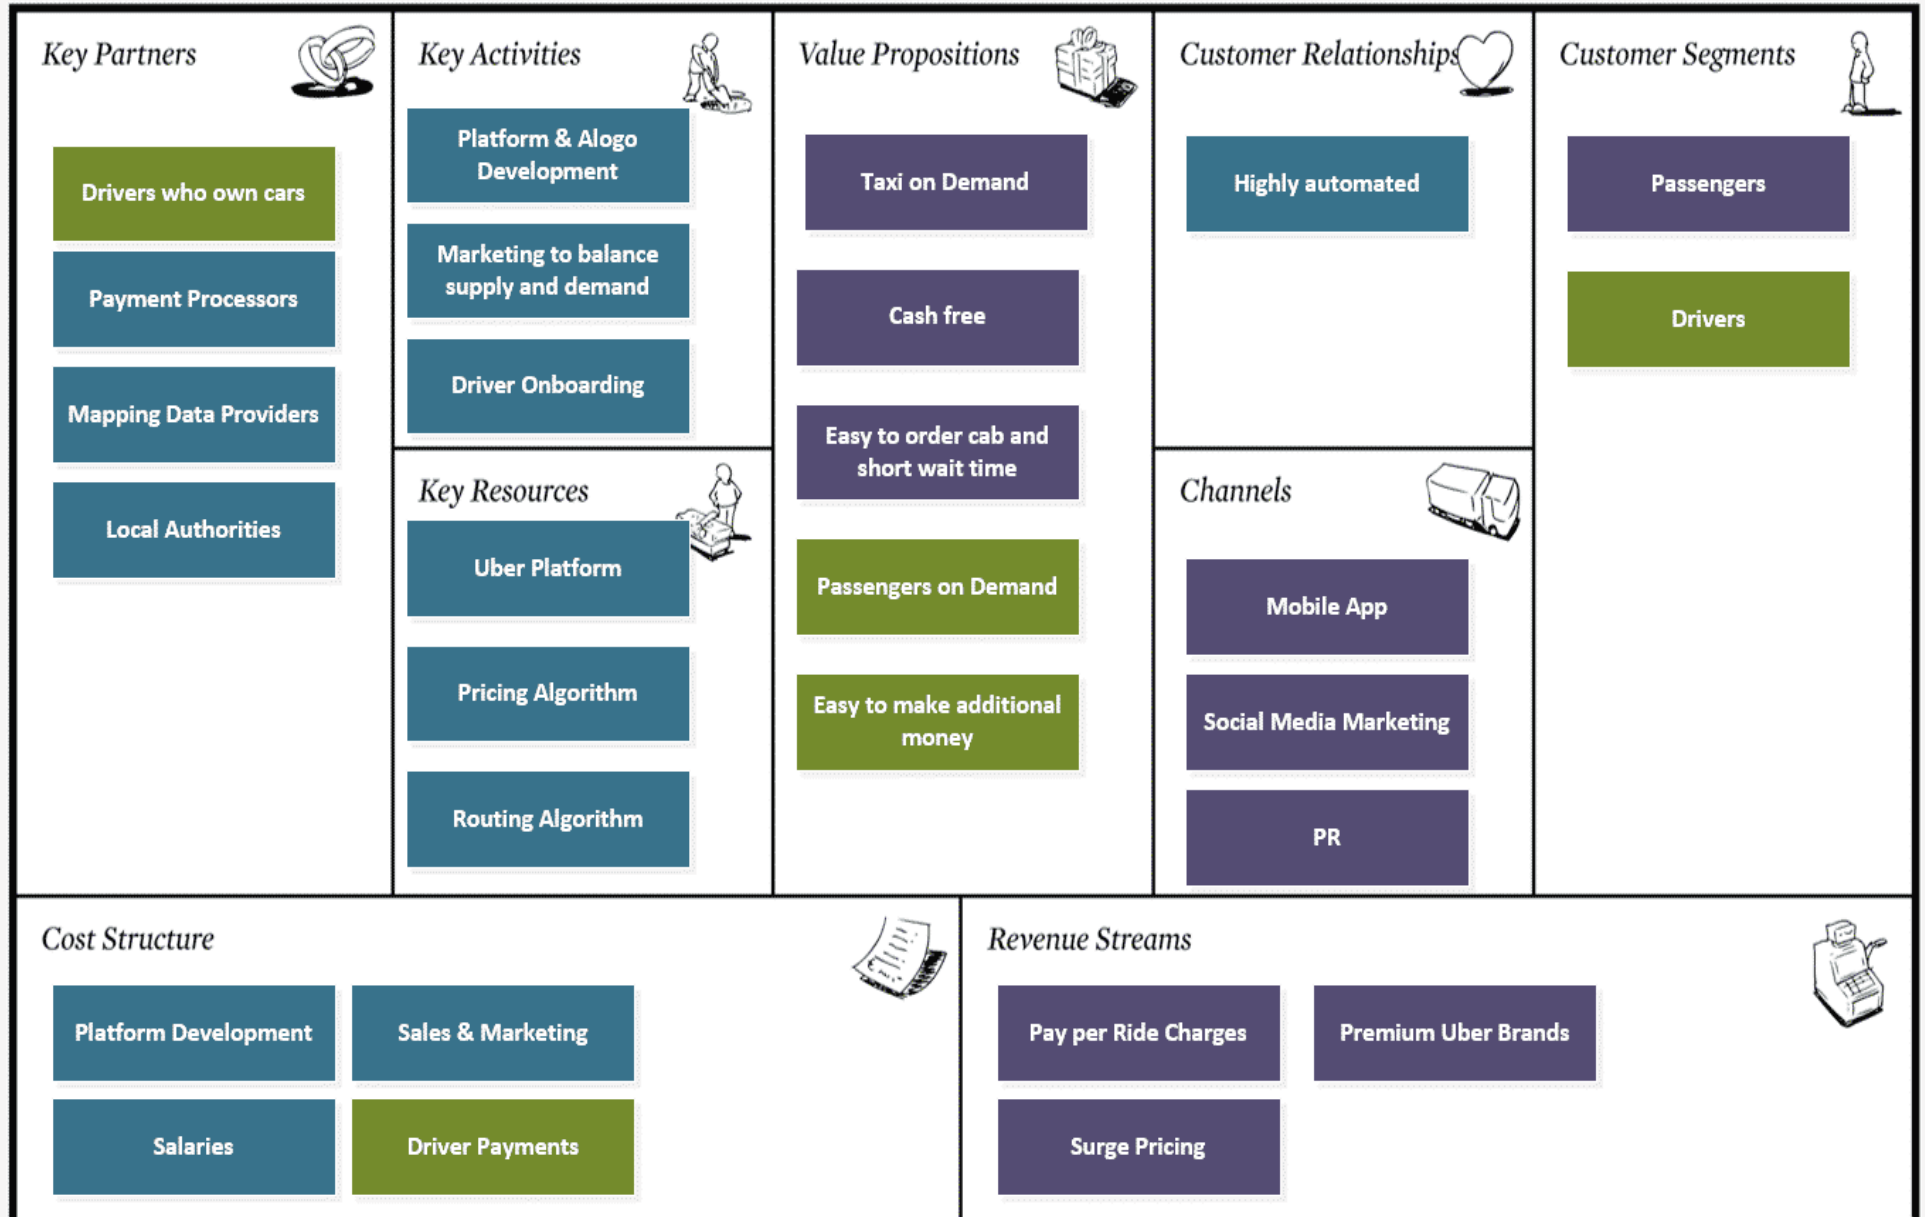 Key Partners
Drivers who own cars
Payment Processors
Mapping Data Providers
Local Authorities
Key Activities
Platform & Alogo
Development
Marketing to balance
supply and demand
Driver Onboarding
Key Resources
Uber Platform
Pricing Algorithm
Routing Algorithm
Value Propositions
Taxi on Demand
Cash free
Easy to order cab and
short wait time
Passengers on Demand
Easy to make additional
money
Customer Relationships
Highly automated
Channels
Mobile App
Social Media Marketing
PR
Customer Segments
Passengers
Drivers
Cost Structure
Platform Development
Sales & Marketing
Salaries
Driver Payments
Revenue Streams
Pay per Ride Charges
Premium Uber Brands
Surge Pricing